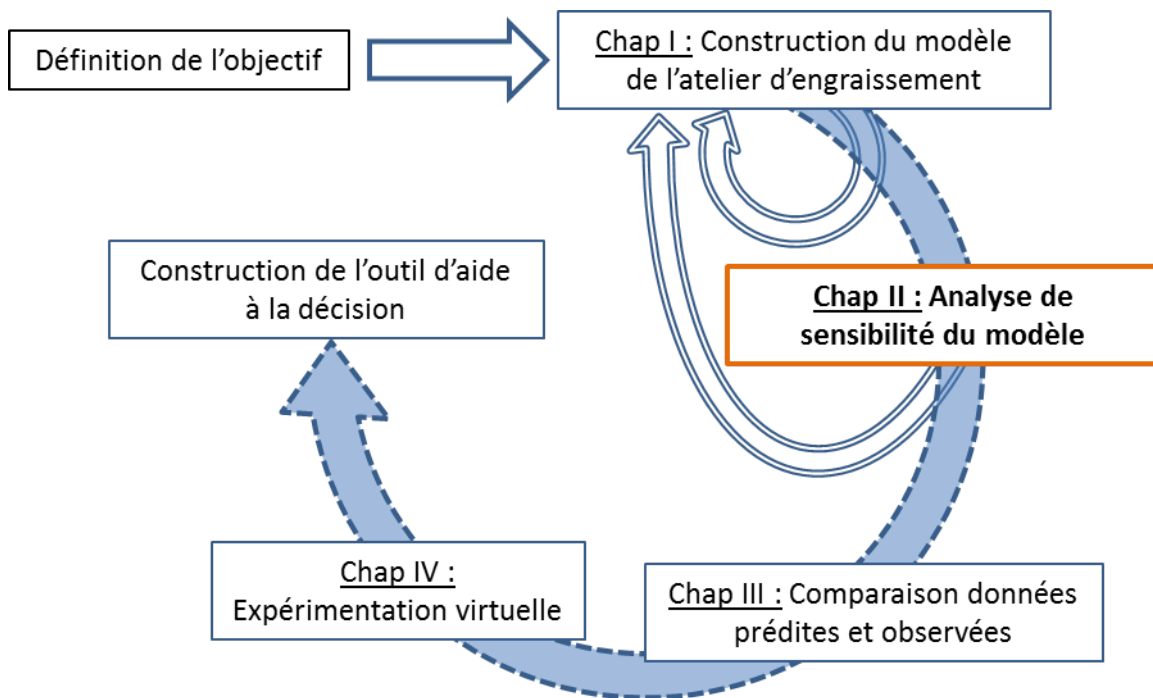 Définition de l’objectif
Chap I : Construction du modèle
de l’atelier d’engraissement
Construction de l’outil d’aide
à la décision
Chap II : Analyse de
sensibilité du modèle
Chap IV :
Expérimentation virtuelle
Chap III : Comparaison données
prédites et observées